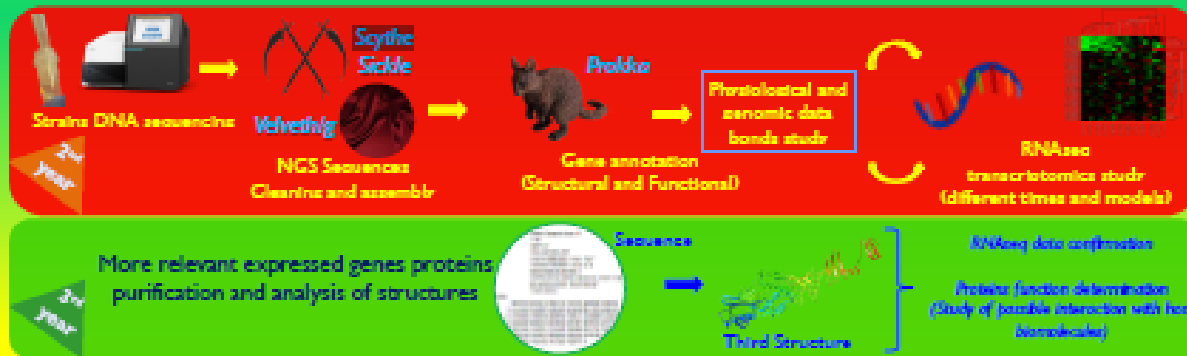 Scythe
Sickle
Prokka
Strains DNA sequencing
Velveth/g
Physiological and
genomic data
bonds study
2nd
year
NGS Sequences
Cleaning and assembly
Gene annotation
(Structural and Functional)
RNAseq
transcriptomics study
(different times and models)
Sequence
More relevant expressed genes proteins
purification and analysis of structures
RNAseq data confirmation
Proteins function determination
(Study of possible interaction with
biomolecules)
year
Third Structure